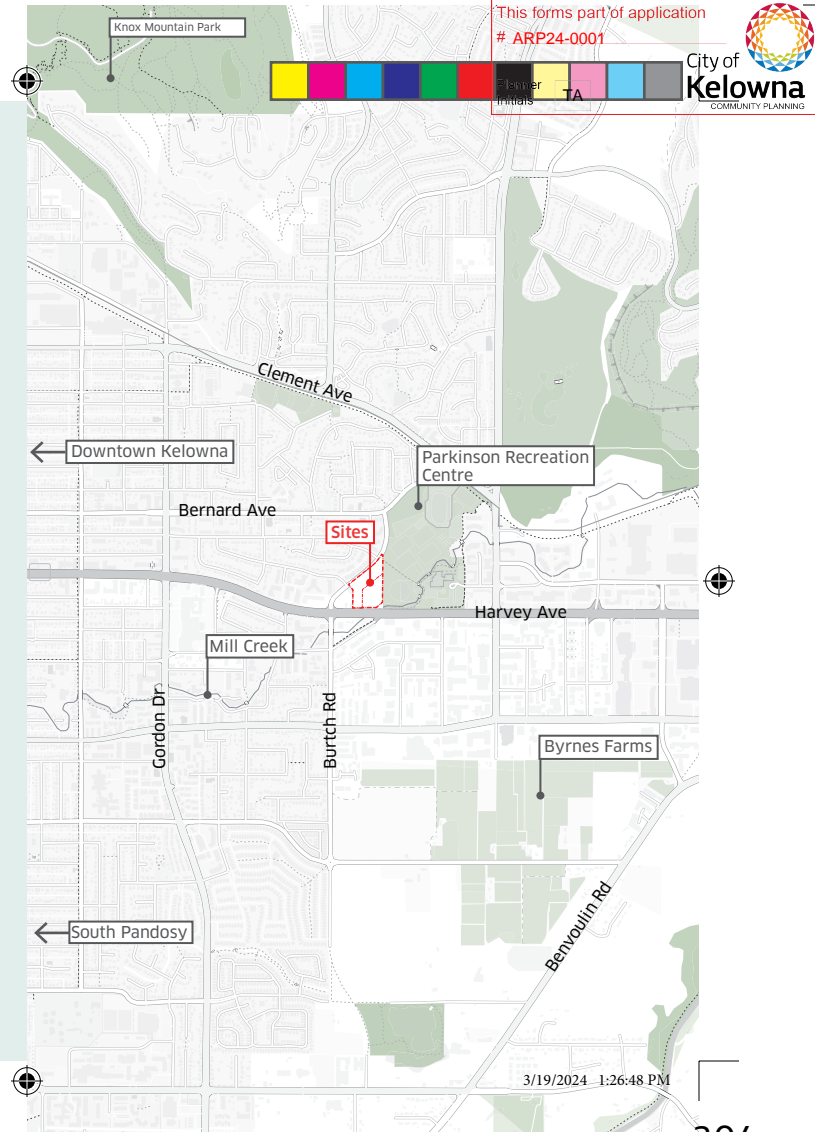 This forms part of application
# ARP24-0001
City of
Kelowna
COMMUNITY PLANNING
Planner
Initials
TA
Knox Mountain Park
Clement Ave
Downtown Kelowna
Parkinson Recreation
Centre
Bernard Ave
Sites
Harvey Ave
Mill Creek
Gordon Dr
Burtch Rd
Byrnes Farms
Benvoulin Rd
South Pandosy
3/19/2024 1:26:48 PM